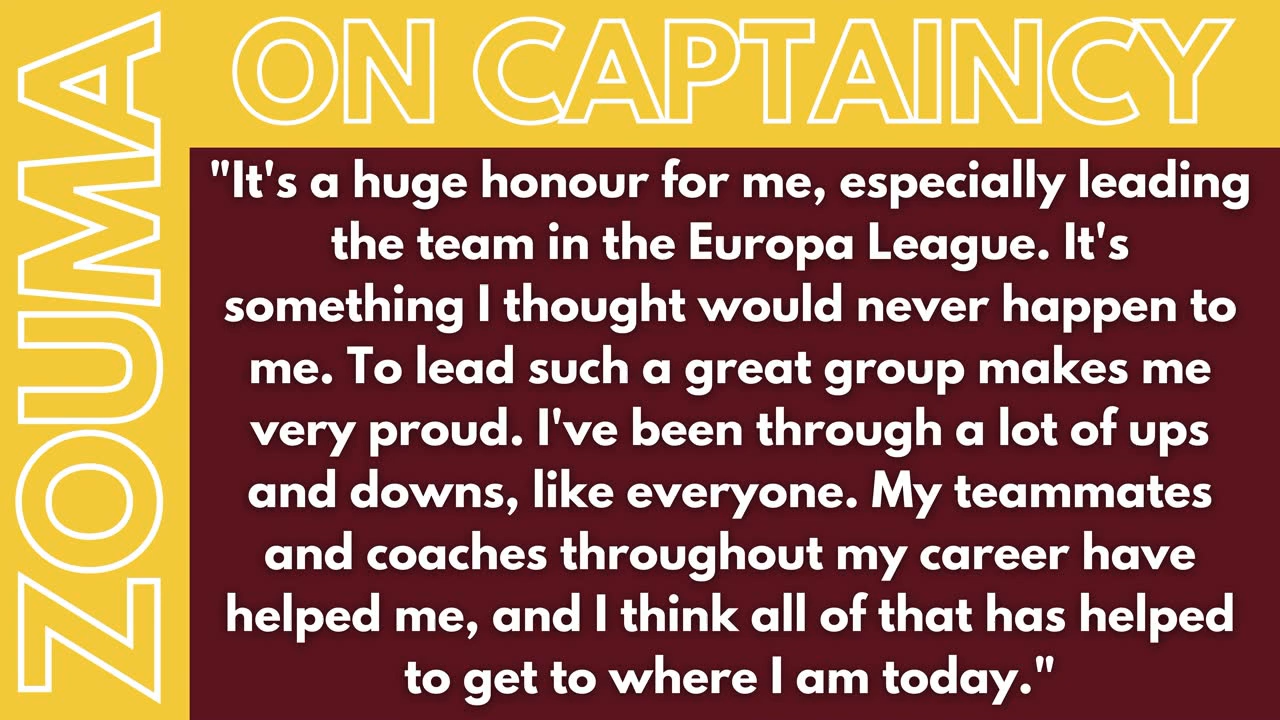 ZOUMA
ON CAPTAINCY
"It's a huge honour for me, especially leading
the team in the Europa League. It's
something I thought would never happen to
me. To lead such a great group makes me
very proud. I've been through a lot of ups
and downs, like everyone. My teammates
and coaches throughout my career have
helped me, and I think all of that has helped
to get to where I am today."